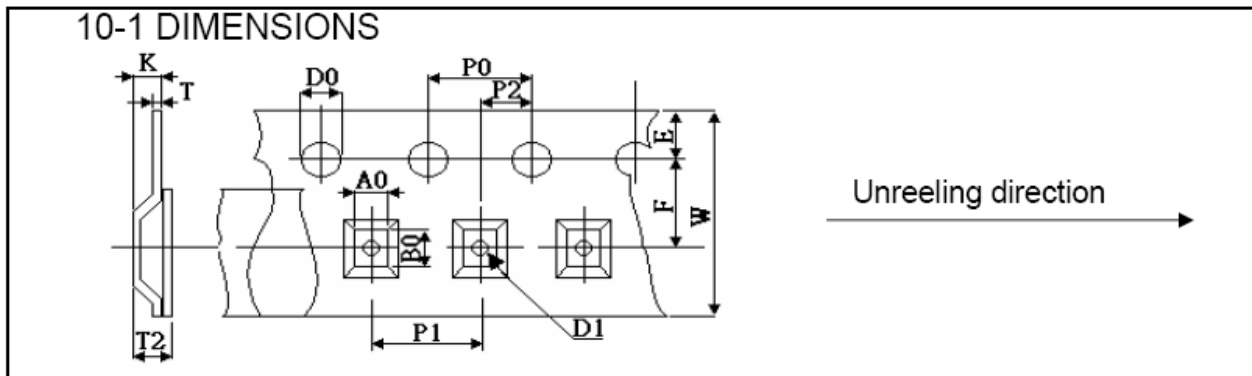 10-1 DIMENSIONS
K
T
D0
P0
P2
E
A0
F
W
Unreeling direction
B0
D1
P1
T2